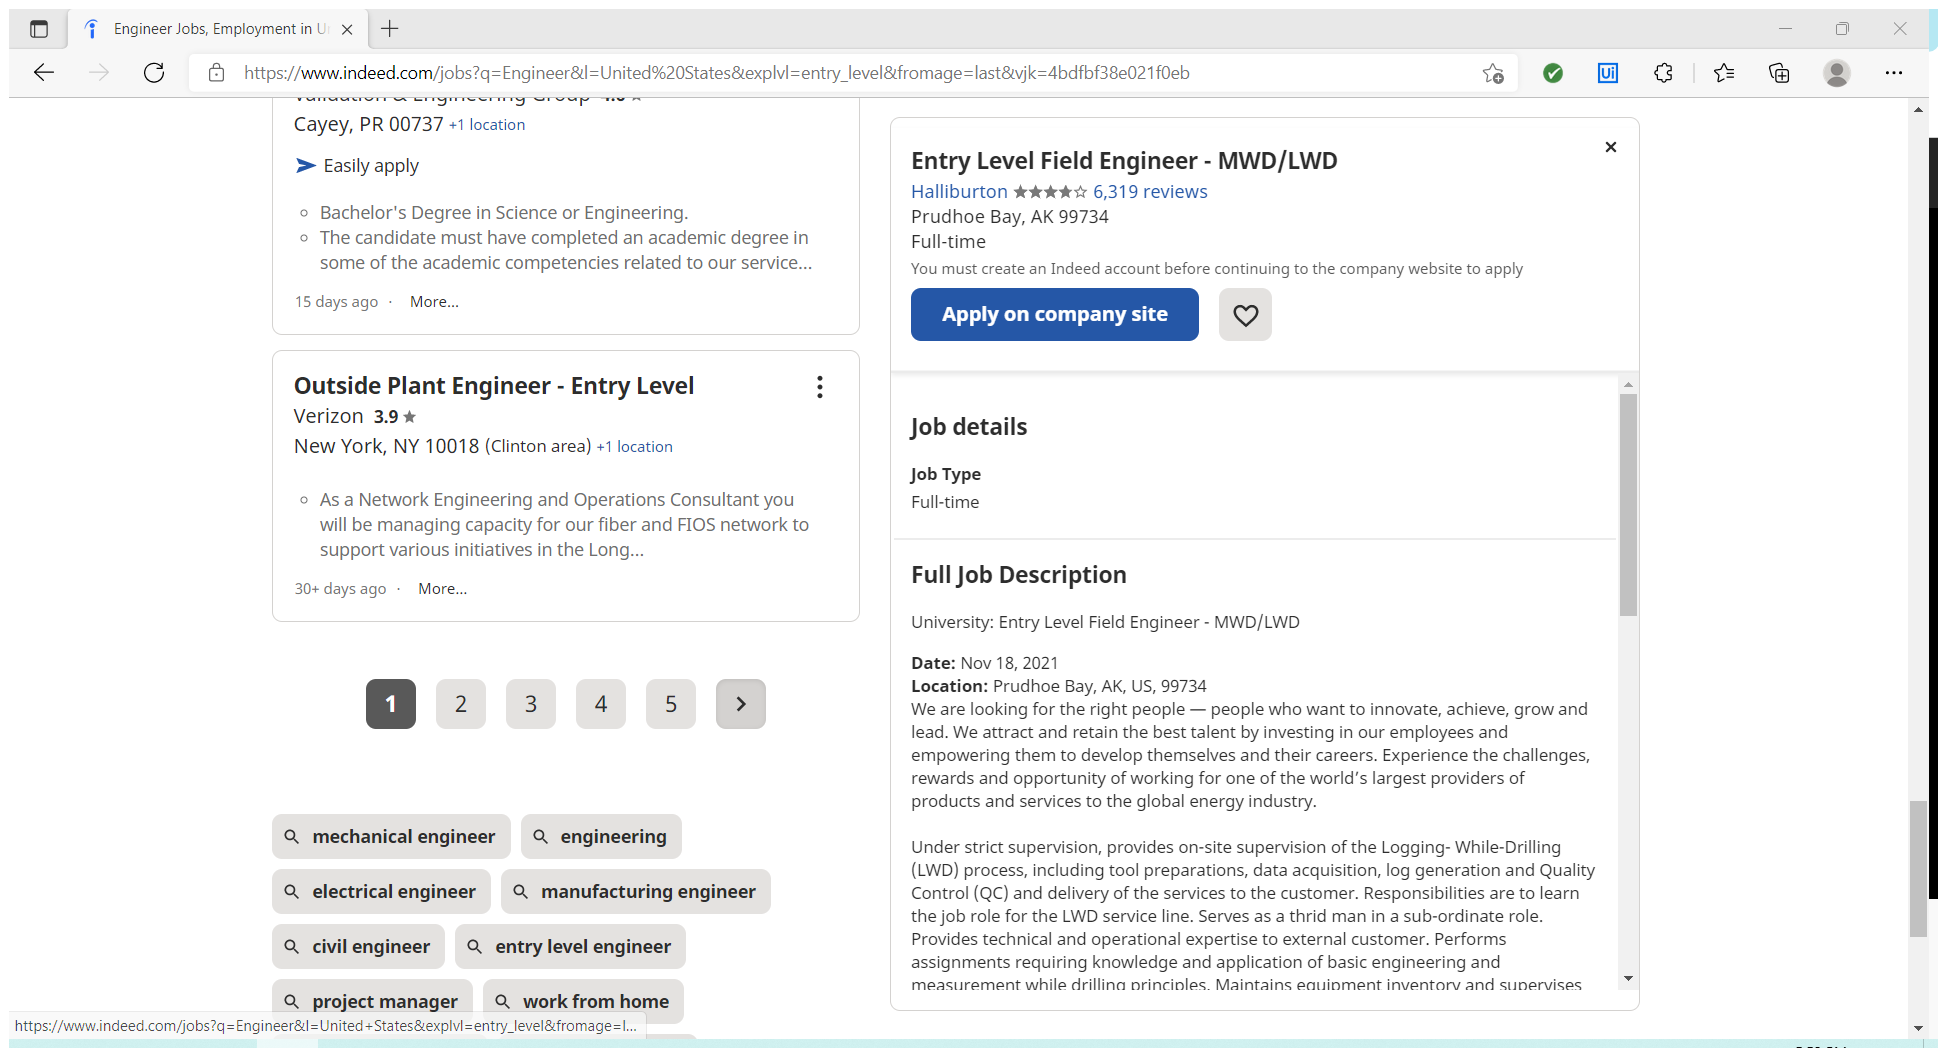 Engineer Jobs, Employment in U
https://www.indeed.com/jobs?q=Engineer&l=United%20States&explvl=entry_level&fromage=last&vjk=4bdfbf38e021f0eb
Ui
Validation & Engineering Group 4.0
Cayey, PR 00737 +1 location
Easily apply
Bachelor's Degree in Science or Engineering.
The candidate must have completed an academic degree in
some of the academic competencies related to our service...
15 days ago · More...
Outside Plant Engineer - Entry Level
Verizon 3.9
New York, NY 10018 (Clinton area) +1 location
As a Network Engineering and Operations Consultant you
will be managing capacity for our fiber and FIOS network to
support various initiatives in the Long...
30+ days ago · More...
1 2 3 4 5
mechanical engineer
engineering
electrical engineer
manufacturing engineer
civil engineer
entry level engineer
project manager
work from home
https://www.indeed.com/jobs?q=Engineer&l=United+States&explvl=entry_level&fromage=l...
Entry Level Field Engineer - MWD/LWD
Halliburton 6,319 reviews
Prudhoe Bay, AK 99734
Full-time
You must create an Indeed account before continuing to the company website to apply
Apply on company site
Job details
Job Type
Full-time
Full Job Description
University: Entry Level Field Engineer - MWD/LWD
Date: Nov 18, 2021
Location: Prudhoe Bay, AK, US, 99734
We are looking for the right people — people who want to innovate, achieve, grow and
lead. We attract and retain the best talent by investing in our employees and
empowering them to develop themselves and their careers. Experience the challenges,
rewards and opportunity of working for one of the world's largest providers of
products and services to the global energy industry.
Under strict supervision, provides on-site supervision of the Logging- While-Drilling
(LWD) process, including tool preparations, data acquisition, log generation and Quality
Control (QC) and delivery of the services to the customer. Responsibilities are to learn
the job role for the LWD service line. Serves as a thrid man in a sub-ordinate role.
Provides technical and operational expertise to external customer. Performs
assignments requiring knowledge and application of basic engineering and
measurement while drilling principles. Maintains equipment inventory and supervises